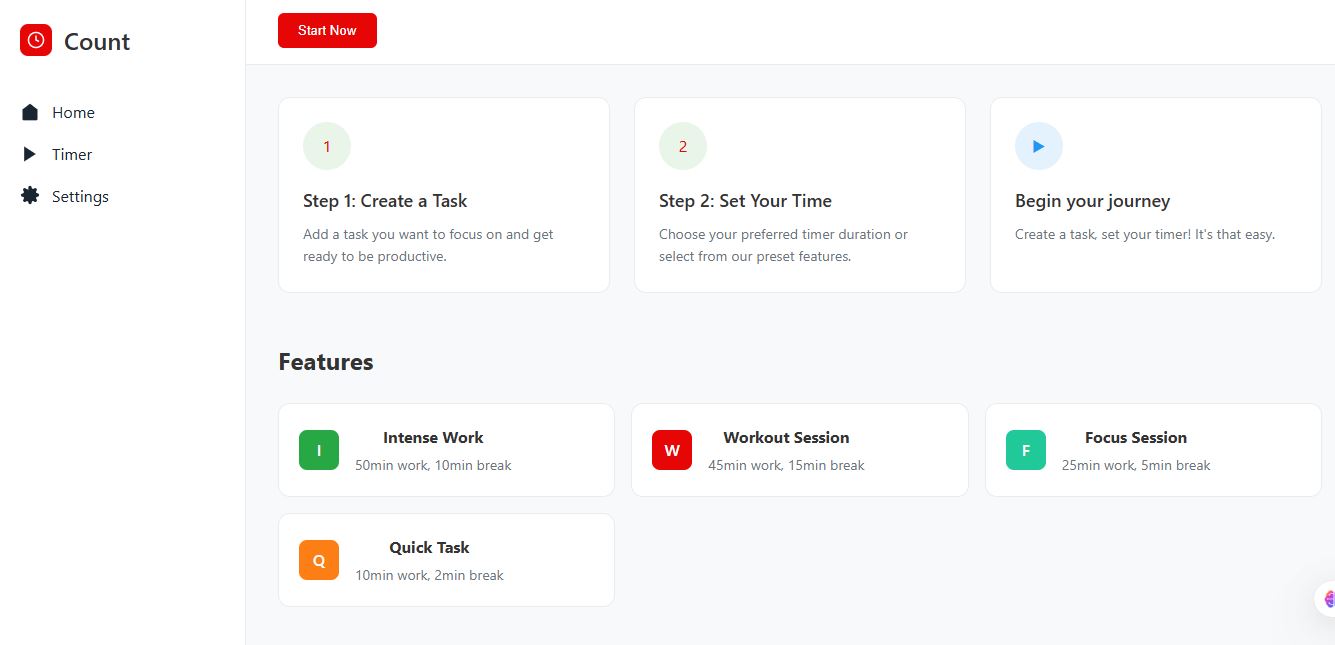 Count
Home
Timer
Settings
Start Now
1
Step 1: Create a Task
Add a task you want to focus on and get
ready to be productive.
2
Step 2: Set Your Time
Choose your preferred timer duration or
select from our preset features.
Begin your journey
Create a task, set your timer! It's that easy.
Features
I
Intense Work
50min work, 10min break
W
Workout Session
45min work, 15min break
F
Focus Session
25min work, 5min break
Q
Quick Task
10min work, 2min break